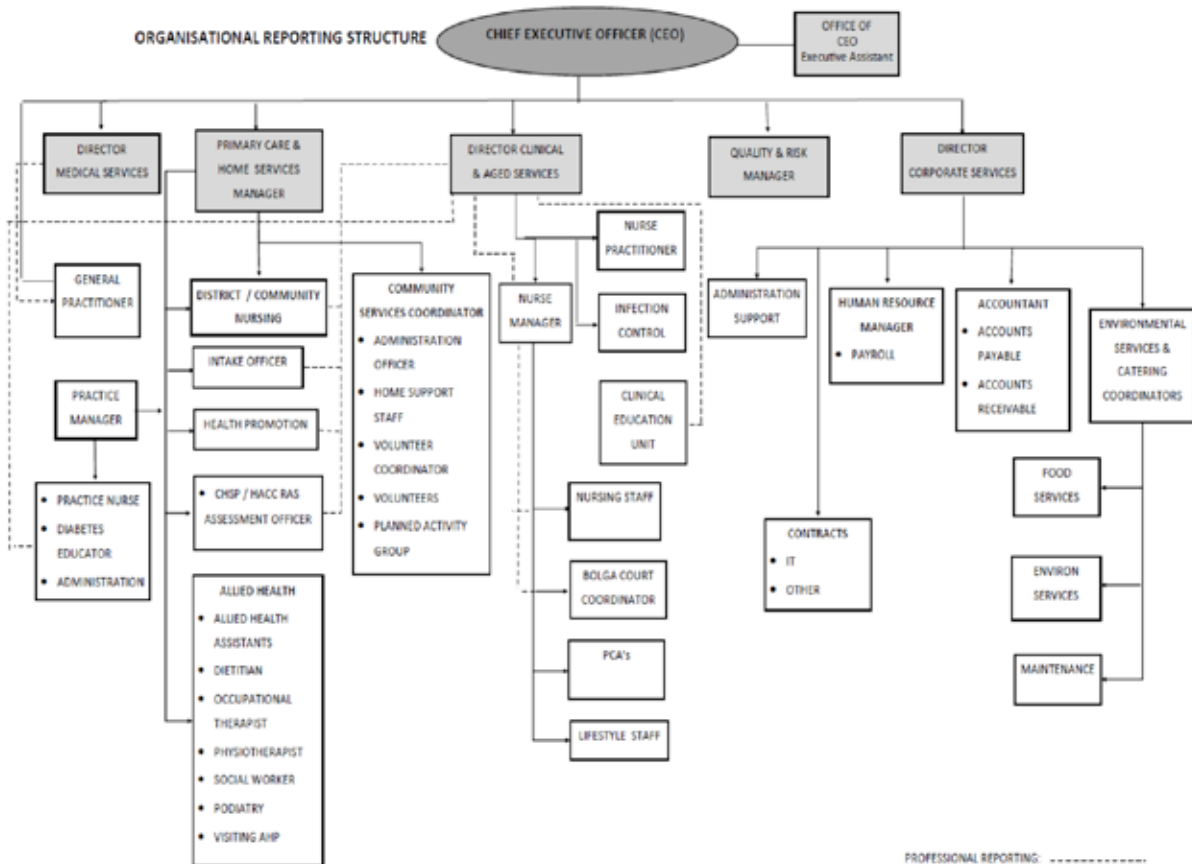 ORGANISATIONAL REPORTING STRUCTURE
CHIEF EXECUTIVE OFFICER (CEO)
OFFICE OF
CEO
Executive Assistant
DIRECTOR
MEDICAL SERVICES
PRIMARY CARE &
HOME SERVICES
MANAGER
DIRECTOR CLINICAL
& AGED SERVICES
QUALITY & RISK
MANAGER
DIRECTOR
CORPORATE SERVICES
GENERAL
PRACTITIONER
PRACTICE
MANAGER
• PRACTICE NURSE
• DIABETES
EDUCATOR
• ADMINISTRATION
DISTRICT / COMMUNITY
NURSING
INTAKE OFFICER
HEALTH PROMOTION
• CHSP / HACC RAS
ASSESSMENT OFFICER
ALLIED HEALTH
• ALLIED HEALTH
ASSISTANTS
• DIETITIAN
• OCCUPATIONAL
THERAPIST
• PHYSIOTHERAPIST
• SOCIAL WORKER
• PODIATRY
• VISITING AHP
COMMUNITY
SERVICES COORDINATOR
• ADMINISTRATION
OFFICER
• HOME SUPPORT
STAFF
• VOLUNTEER
COORDINATOR
• VOLUNTEERS
• PLANNED ACTIVITY
GROUP
NURSE
MANAGER
NURSE
PRACTITIONER
INFECTION
CONTROL
CLINICAL
EDUCATION
UNIT
NURSING STAFF
BOLGA COURT
COORDINATOR
PCA's
LIFESTYLE STAFF
ADMINISTRATION
SUPPORT
HUMAN RESOURCE
MANAGER
• PAYROLL
ACCOUNTANT
• ACCOUNTS
PAYABLE
• ACCOUNTS
RECEIVABLE
ENVIRONMENTAL
SERVICES &
CATERING
COORDINATORS
CONTRACTS
• IT
• OTHER
FOOD
SERVICES
ENVIRON
SERVICES
MAINTENANCE
PROFESSIONAL REPORTING: